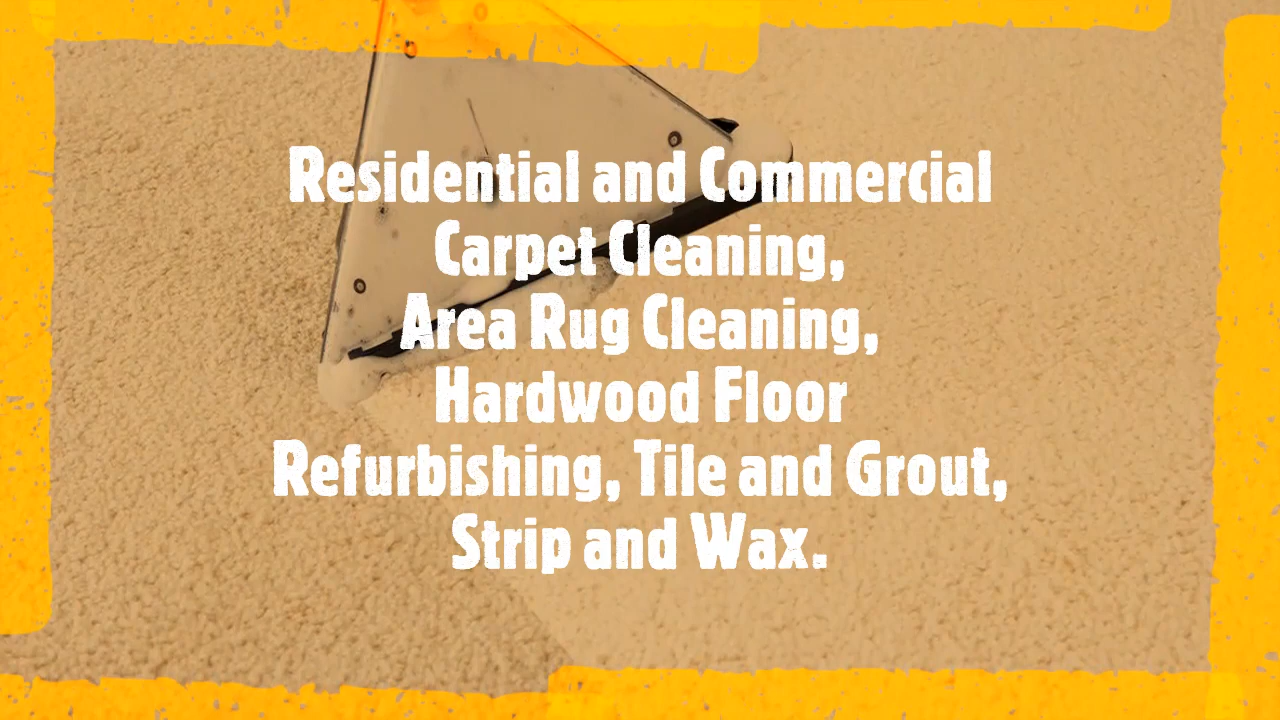 Residential and Commercial
Carpet Cleaning,
Area Rug Cleaning,
Hardwood Floor
Refurbishing, Tile and Grout,
Strip and Wax.